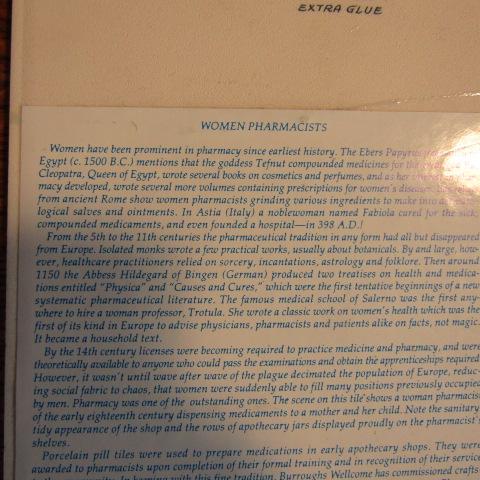 EXTRA GLUE
WOMEN PHARMACISTS
Women have been prominent in pharmacy since earliest history. The Ebers Papyrus
Egypt (c. 1500 B.C.) mentions that the goddess Tefnut compounded medicines for the
Cleopatra, Queen of Egypt, wrote several books on cosmetics and perfumes, and as her
macy developed, wrote several more volumes containing prescriptions for women's
from ancient Rome show women pharmacists grinding various ingredients to make into
logical salves and ointments. In Astia (Italy) a noblewoman named Fabiola cared for the sick,
compounded medicaments, and even founded a hospital—in 398 A.D.!
From the 5th to the 11th centuries the pharmaceutical tradition in any form had all but disappeared
from Europe. Isolated monks wrote a few practical works, usually about botanicals. By and large, how-
ever, healthcare practitioners relied on sorcery, incantations, astrology and folklore. Then around
1150 the Abbess Hildegard of Bingen (German) produced two treatises on health and medica-
tions entitled "Physica" and "Causes and Cures," which were the first tentative beginnings of a new
systematic pharmaceutical literature. The famous medical school of Salerno was the first any-
where to hire a woman professor, Trotula. She wrote a classic work on women's health which was the
first of its kind in Europe to advise physicians, pharmacists and patients alike on facts, not magic.
It became a household text.
By the 14th century licenses were becoming required to practice medicine and pharmacy, and were
theoretically available to anyone who could pass the examinations and obtain the apprenticeships required.
However, it wasn't until wave after wave of the plague decimated the population of Europe, reduc-
ing social fabric to chaos, that women were suddenly able to fill many positions previously occupied
by men. Pharmacy was one of the outstanding ones. The scene on this tile shows a woman pharmacist
of the early eighteenth century dispensing medicaments to a mother and her child. Note the sanitary
tidy appearance of the shop and the rows of apothecary jars displayed proudly on the pharmacist's
shelves.
Porcelain pill tiles were used to prepare medications in early apothecary shops. They were
awarded to pharmacists upon completion of their formal training and in recognition of their service
In keeping with this fine tradition, Burroughs Wellcome has commissioned crafts-